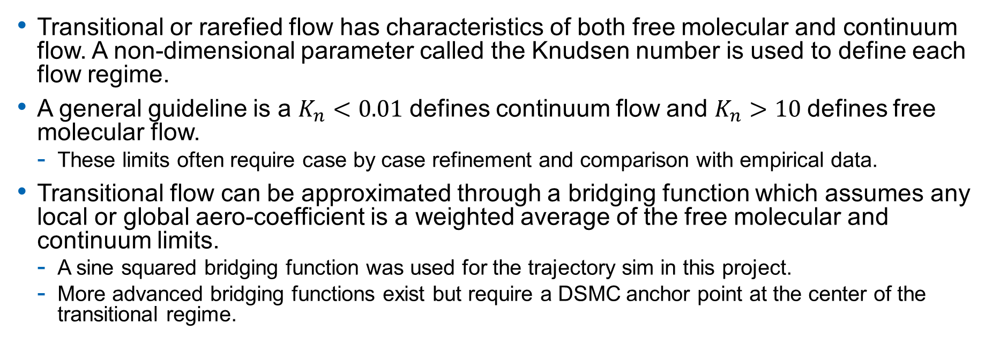 • Transitional or rarefied flow has characteristics of both free molecular and continuum
flow. A non-dimensional parameter called the Knudsen number is used to define each
flow regime.
• A general guideline is a 𝐾ₙ < 0.01 defines continuum flow and 𝐾ₙ > 10 defines free
molecular flow.
- These limits often require case by case refinement and comparison with empirical data.
• Transitional flow can be approximated through a bridging function which assumes any
local or global aero-coefficient is a weighted average of the free molecular and
continuum limits.
- A sine squared bridging function was used for the trajectory sim in this project.
- More advanced bridging functions exist but require a DSMC anchor point at the center of the
transitional regime.